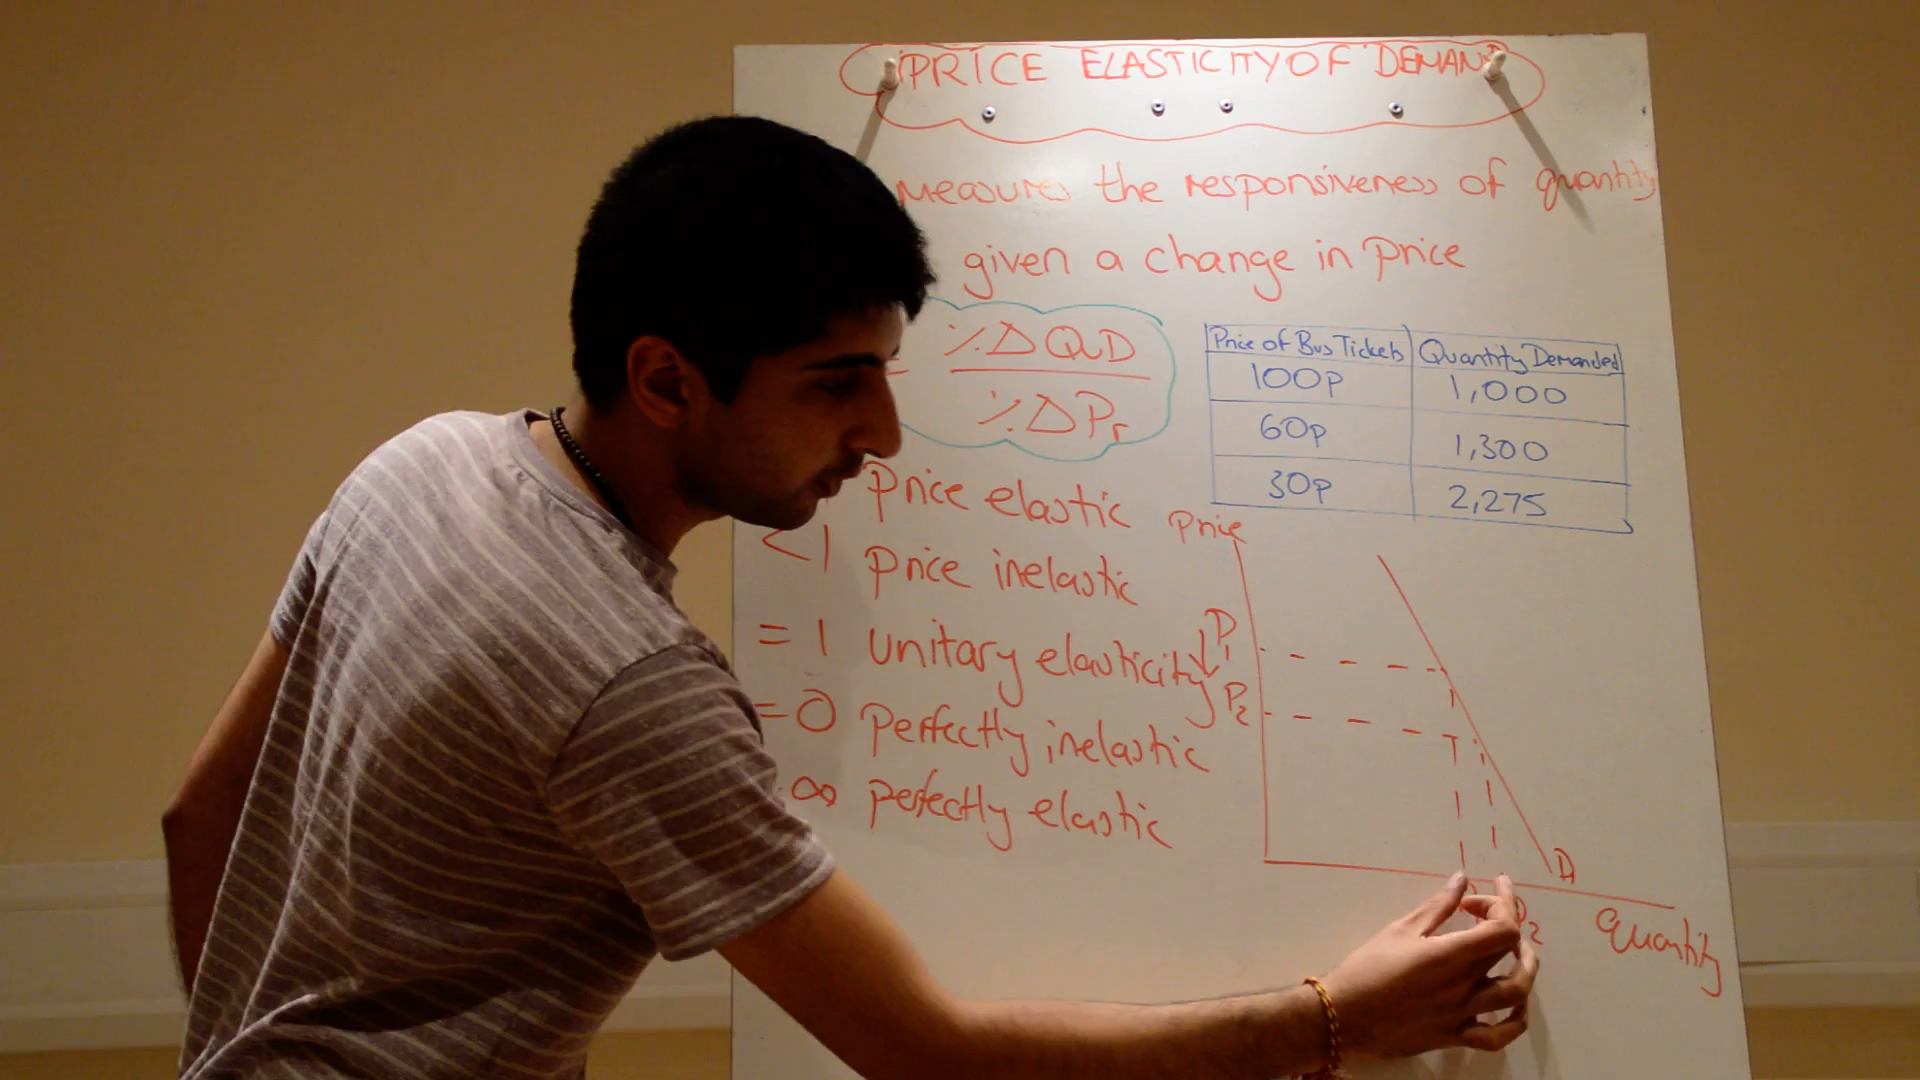 PRICE ELASTICITY OF DEMAND
measures the responsiveness of quantity
given a change in price
%ΔQD
%ΔPr
Price of Bus Tickets Quantity Demanded
100p 1,000
60p 1,300
30p 2,275
Price elastic
<1 Price inelastic
= 1 unitary elasticity
= 0 perfectly inelastic
∞ perfectly elastic
Price
P1
P2
D
Quantity